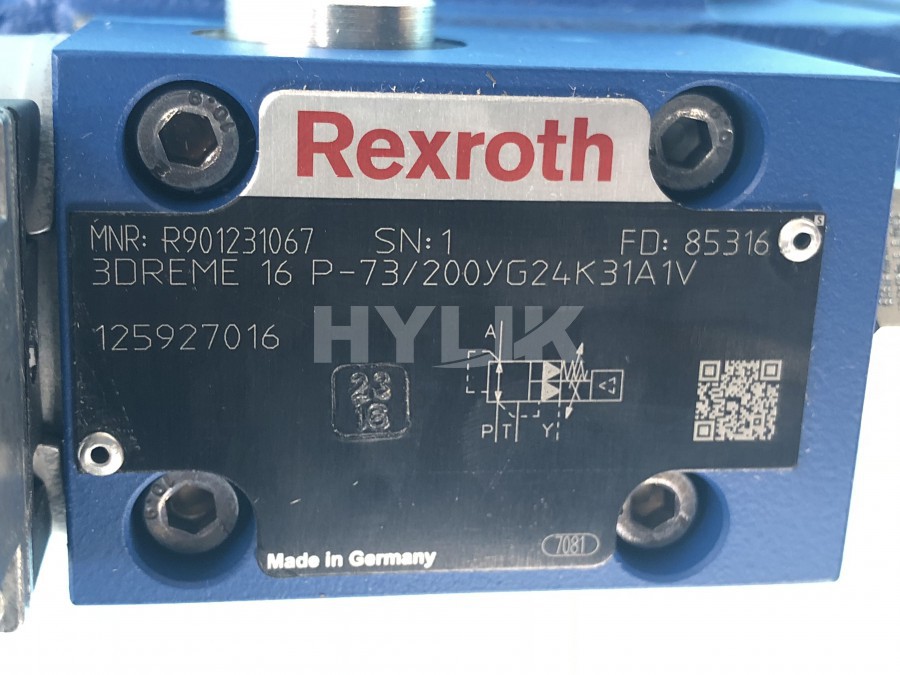 Rexroth
MNR: R901231067 SN: 1 FD: 85316
3DREME 16 P-73/200YG24K31A1V
125927016
HYLIK
23
16
A
P T Y
7081
Made in Germany